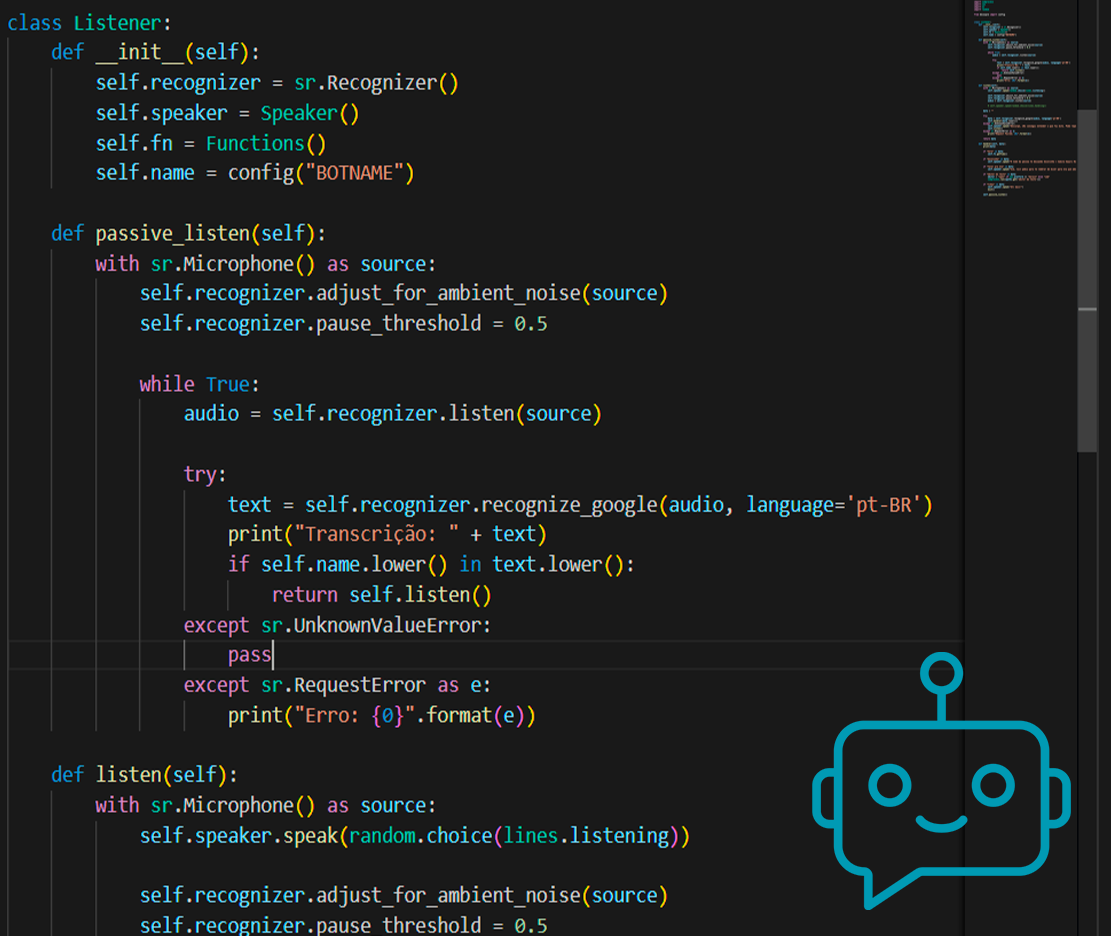 class Listener:
def __init__(self):
self.recognizer = sr.Recognizer()
self.speaker = Speaker()
self.fn = Functions()
self.name = config("BOTNAME")
def passive_listen(self):
with sr.Microphone() as source:
self.recognizer.adjust_for_ambient_noise(source)
self.recognizer.pause_threshold = 0.5
while True:
audio = self.recognizer.listen(source)
try:
text = self.recognizer.recognize_google(audio, language='pt-BR')
print("Transcrição: " + text)
if self.name.lower() in text.lower():
return self.listen()
except sr.UnknownValueError:
pass
except sr.RequestError as e:
print("Erro: {0}".format(e))
def listen(self):
with sr.Microphone() as source:
self.speaker.speak(random.choice(lines.listening))
self.recognizer.adjust_for_ambient_noise(source)
self.recognizer.pause_threshold = 0.5